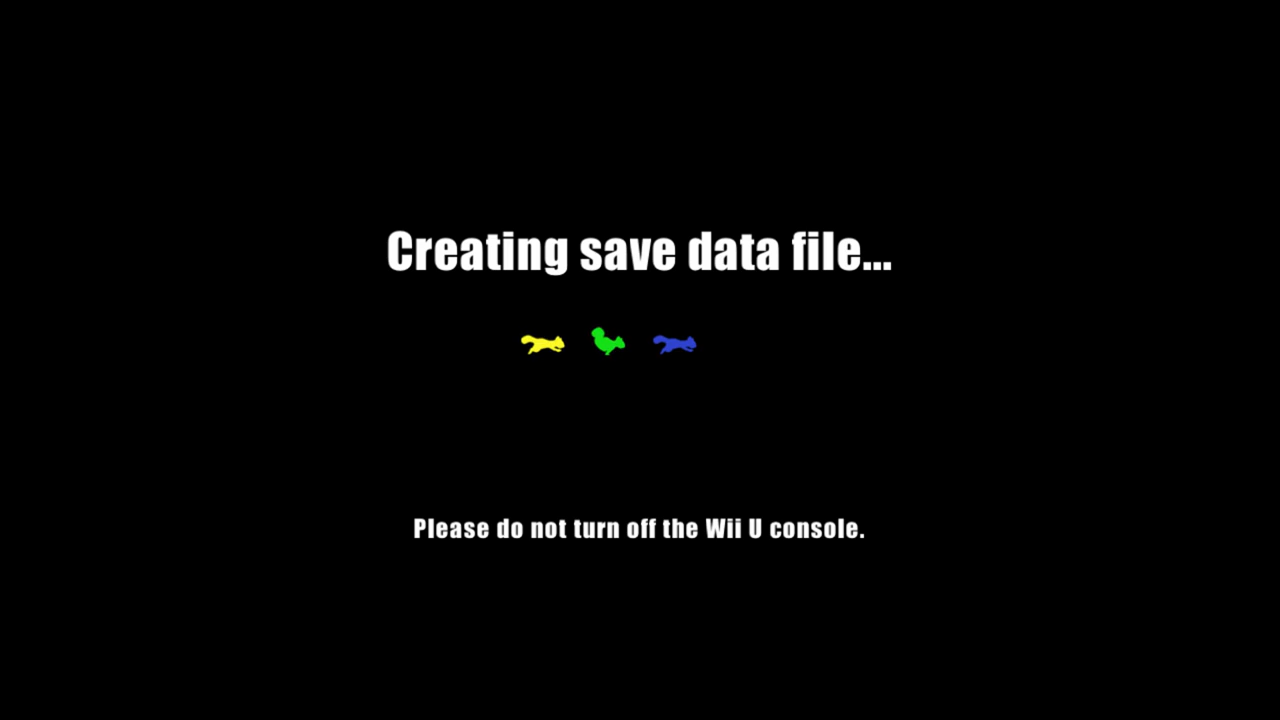 Creating save data file...
Please do not turn off the Wii U console.